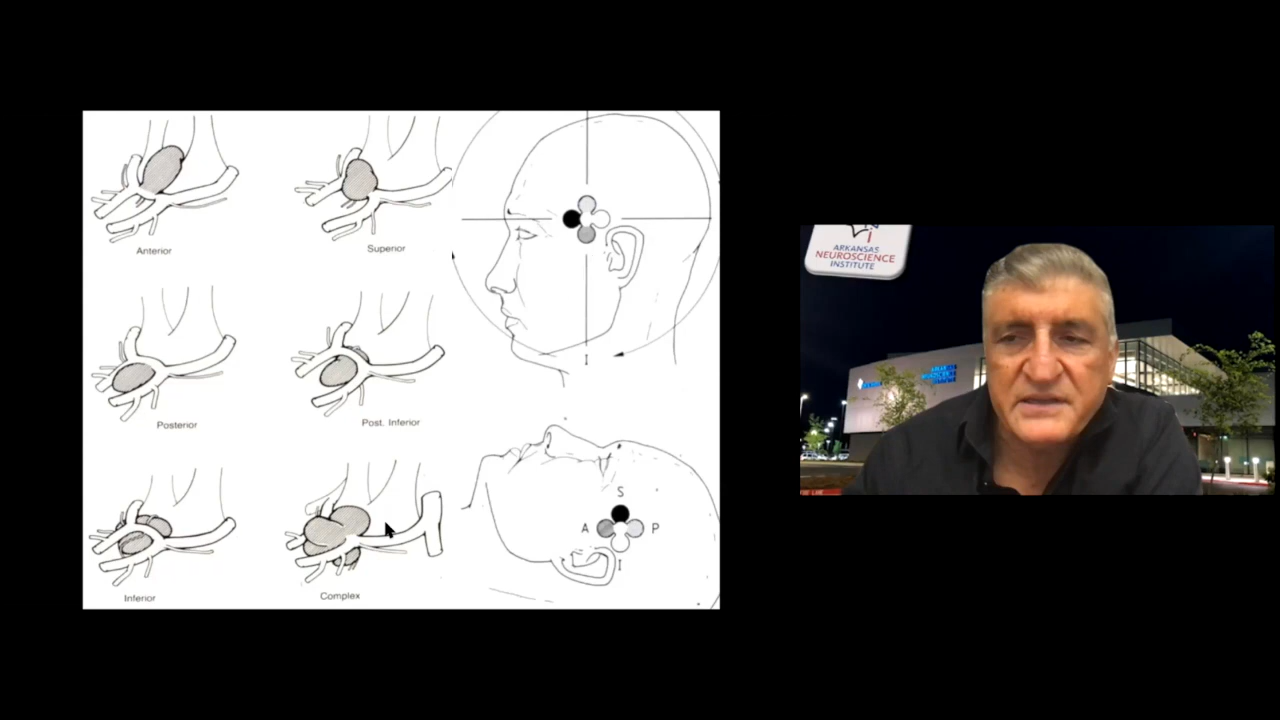 Anterior
Superior
Posterior
Post. Inferior
Inferior
Complex
I
S
A
P
I
ARKANSAS
NEUROSCIENCE
INSTITUTE